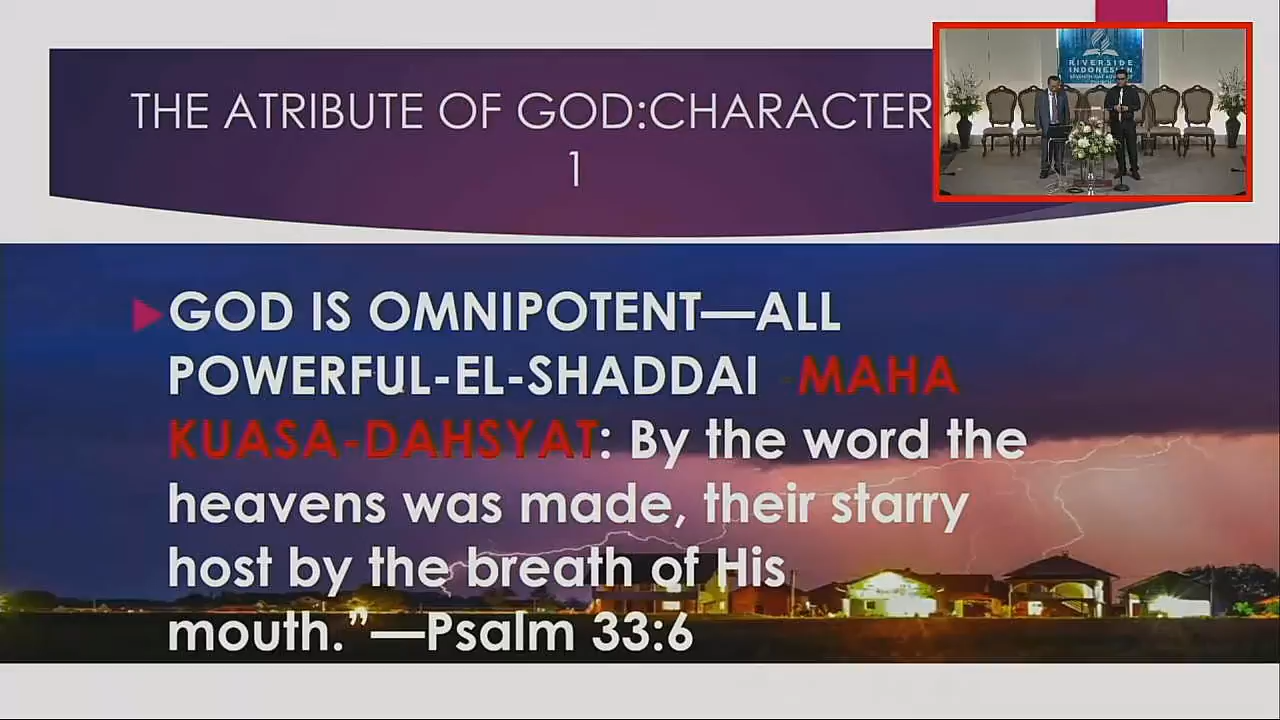 THE ATRIBUTE OF GOD:CHARACTER
1
RIVERSIDE
INDONESIAN
GOD IS OMNIPOTENT—ALL
POWERFUL-EL-SHADDAI -MAHA
KUASA-DAHSYAT: By the word the
heavens was made, their starry
host by the breath of His
mouth.”—Psalm 33:6